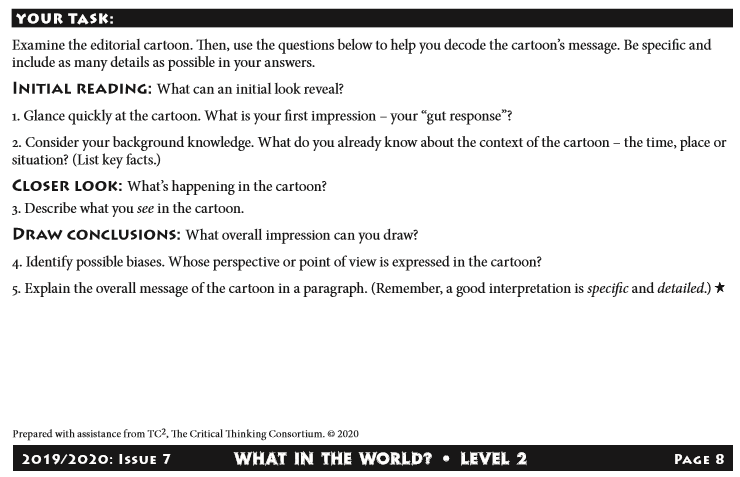 YOUR TASK:
Examine the editorial cartoon. Then, use the questions below to help you decode the cartoon’s message. Be specific and
include as many details as possible in your answers.
INITIAL READING: What can an initial look reveal?
1. Glance quickly at the cartoon. What is your first impression – your “gut response”?
2. Consider your background knowledge. What do you already know about the context of the cartoon – the time, place or
situation? (List key facts.)
CLOSER LOOK: What’s happening in the cartoon?
3. Describe what you see in the cartoon.
DRAW CONCLUSIONS: What overall impression can you draw?
4. Identify possible biases. Whose perspective or point of view is expressed in the cartoon?
5. Explain the overall message of the cartoon in a paragraph. (Remember, a good interpretation is specific and detailed.) ★
Prepared with assistance from TC², The Critical Thinking Consortium. © 2020
2019/2020: ISSUE 7 WHAT IN THE WORLD? • LEVEL 2 PAGE 8